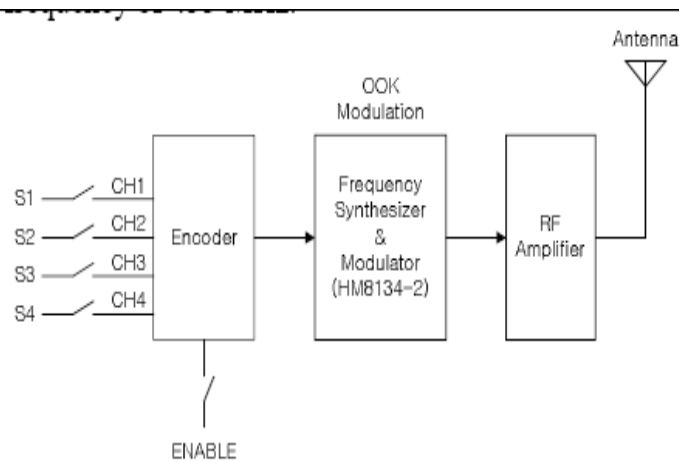 Antenna
OOK
Modulation
S1
CH1
S2
CH2
S3
CH3
S4
CH4
Encoder
Frequency
Synthesizer
&
Modulator
(HM8134-2)
RF
Amplifier
ENABLE